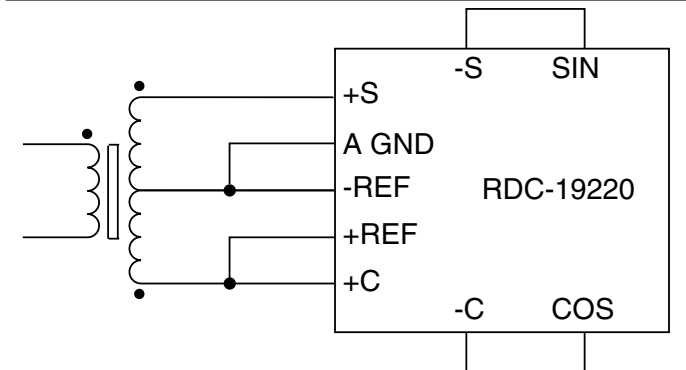 -S SIN
+S
A GND
-REF RDC-19220
+REF
+C
-C COS